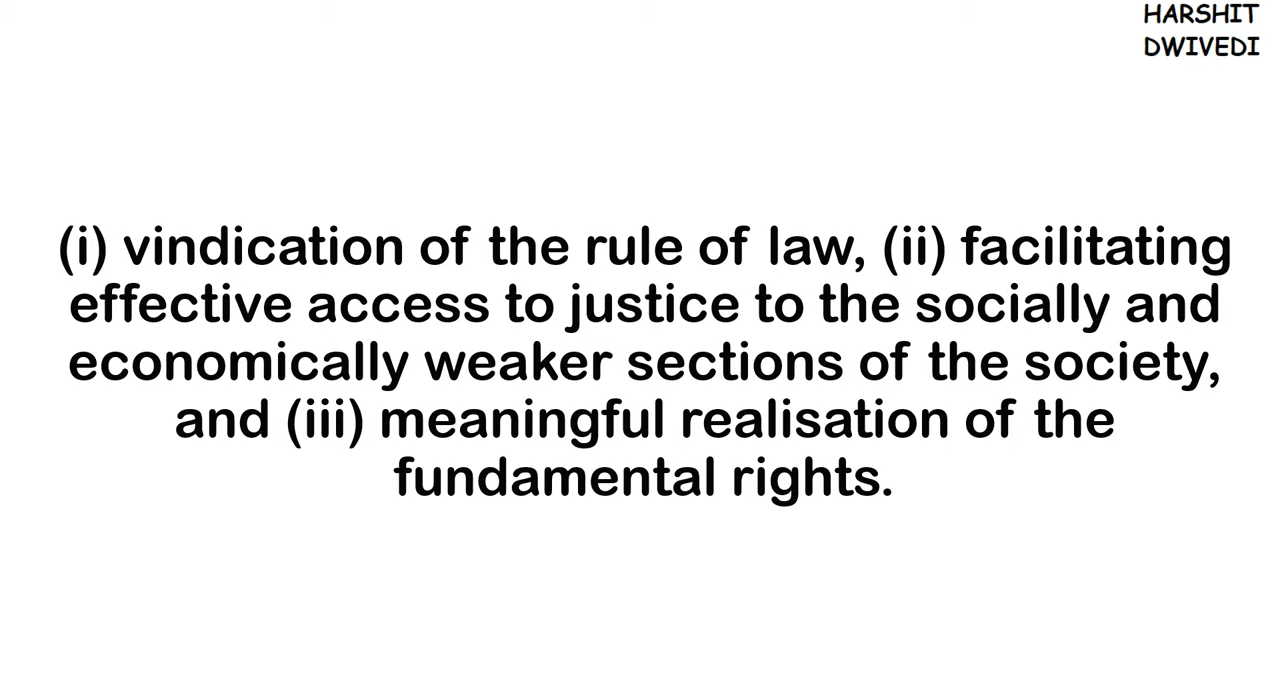 HARSHIT
DWIVEDI
(i) vindication of the rule of law, (ii) facilitating
effective access to justice to the socially and
economically weaker sections of the society,
and (iii) meaningful realisation of the
fundamental rights.